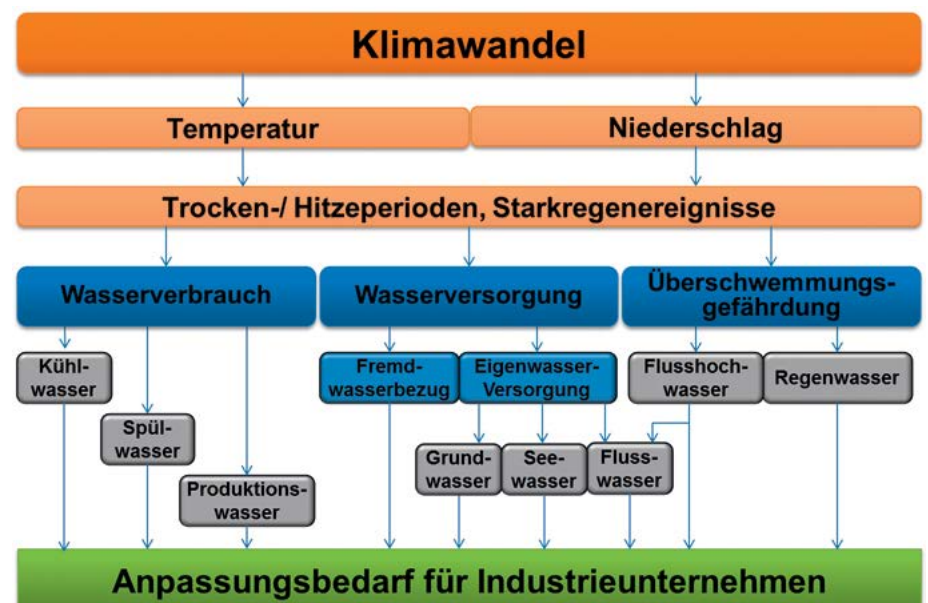 Klimawandel
Temperatur
Niederschlag
Trocken-/ Hitzeperioden, Starkregenereignisse
Wasserverbrauch
Wasserversorgung
Überschwemmungs-
gefährdung
Kühl-
wasser
Fremd-
wasserbezug
Eigenwasser-
Versorgung
Flusshoch-
wasser
Regenwasser
Spül-
wasser
Grund-
wasser
See-
wasser
Fluss-
wasser
Produktions-
wasser
Anpassungsbedarf für Industrieunternehmen